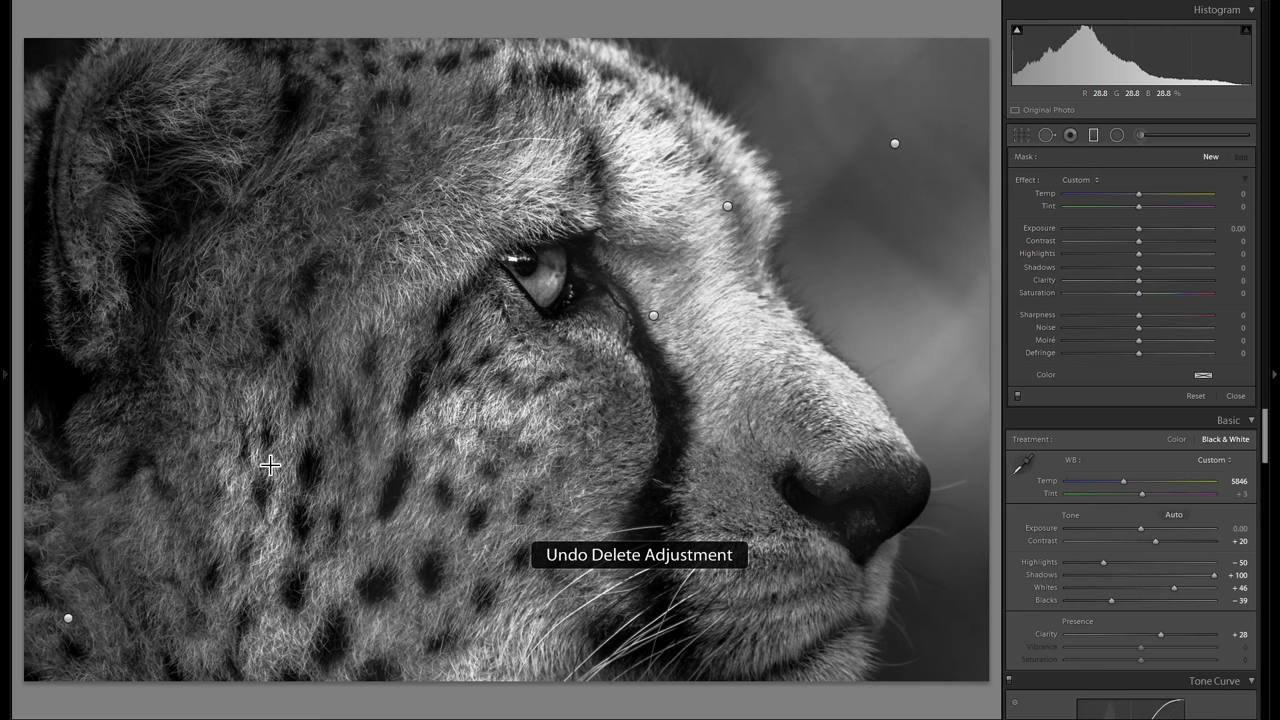 Histogram
R 28.8 G 28.8 B 28.8 %
Original Photo
Mask : New Edit
Effect : Custom
Temp 0
Tint 0
Exposure 0.00
Contrast 0
Highlights 0
Shadows 0
Clarity 0
Saturation 0
Sharpness 0
Noise 0
Moiré 0
Defringe 0
Color
Reset Close
Basic
Treatment : Color Black & White
WB : Custom
Temp 5846
Tint + 3
Tone Auto
Exposure 0.00
Contrast + 20
Highlights − 50
Shadows + 100
Whites + 46
Blacks − 39
Presence
Clarity + 28
Vibrance 0
Saturation 0
Tone Curve
Undo Delete Adjustment